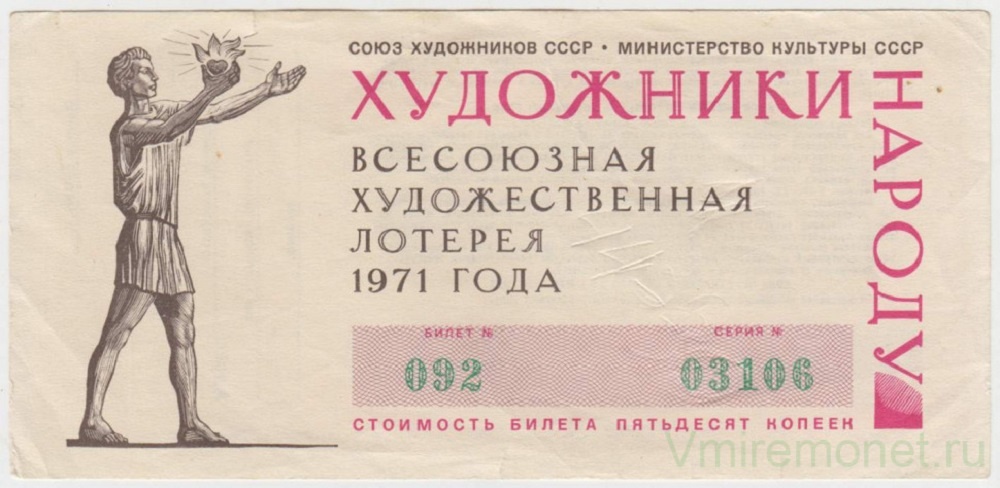 СОЮЗ ХУДОЖНИКОВ СССР • МИНИСТЕРСТВО КУЛЬТУРЫ СССР
ХУДОЖНИКИ
НАРОДУ
ВСЕСОЮЗНАЯ
ХУДОЖЕСТВЕННАЯ
ЛОТЕРЕЯ
1971 ГОДА
БИЛЕТ № СЕРИЯ №
092 03106
СТОИМОСТЬ БИЛЕТА ПЯТЬДЕСЯТ КОПЕЕК
Vmiremonet.ru